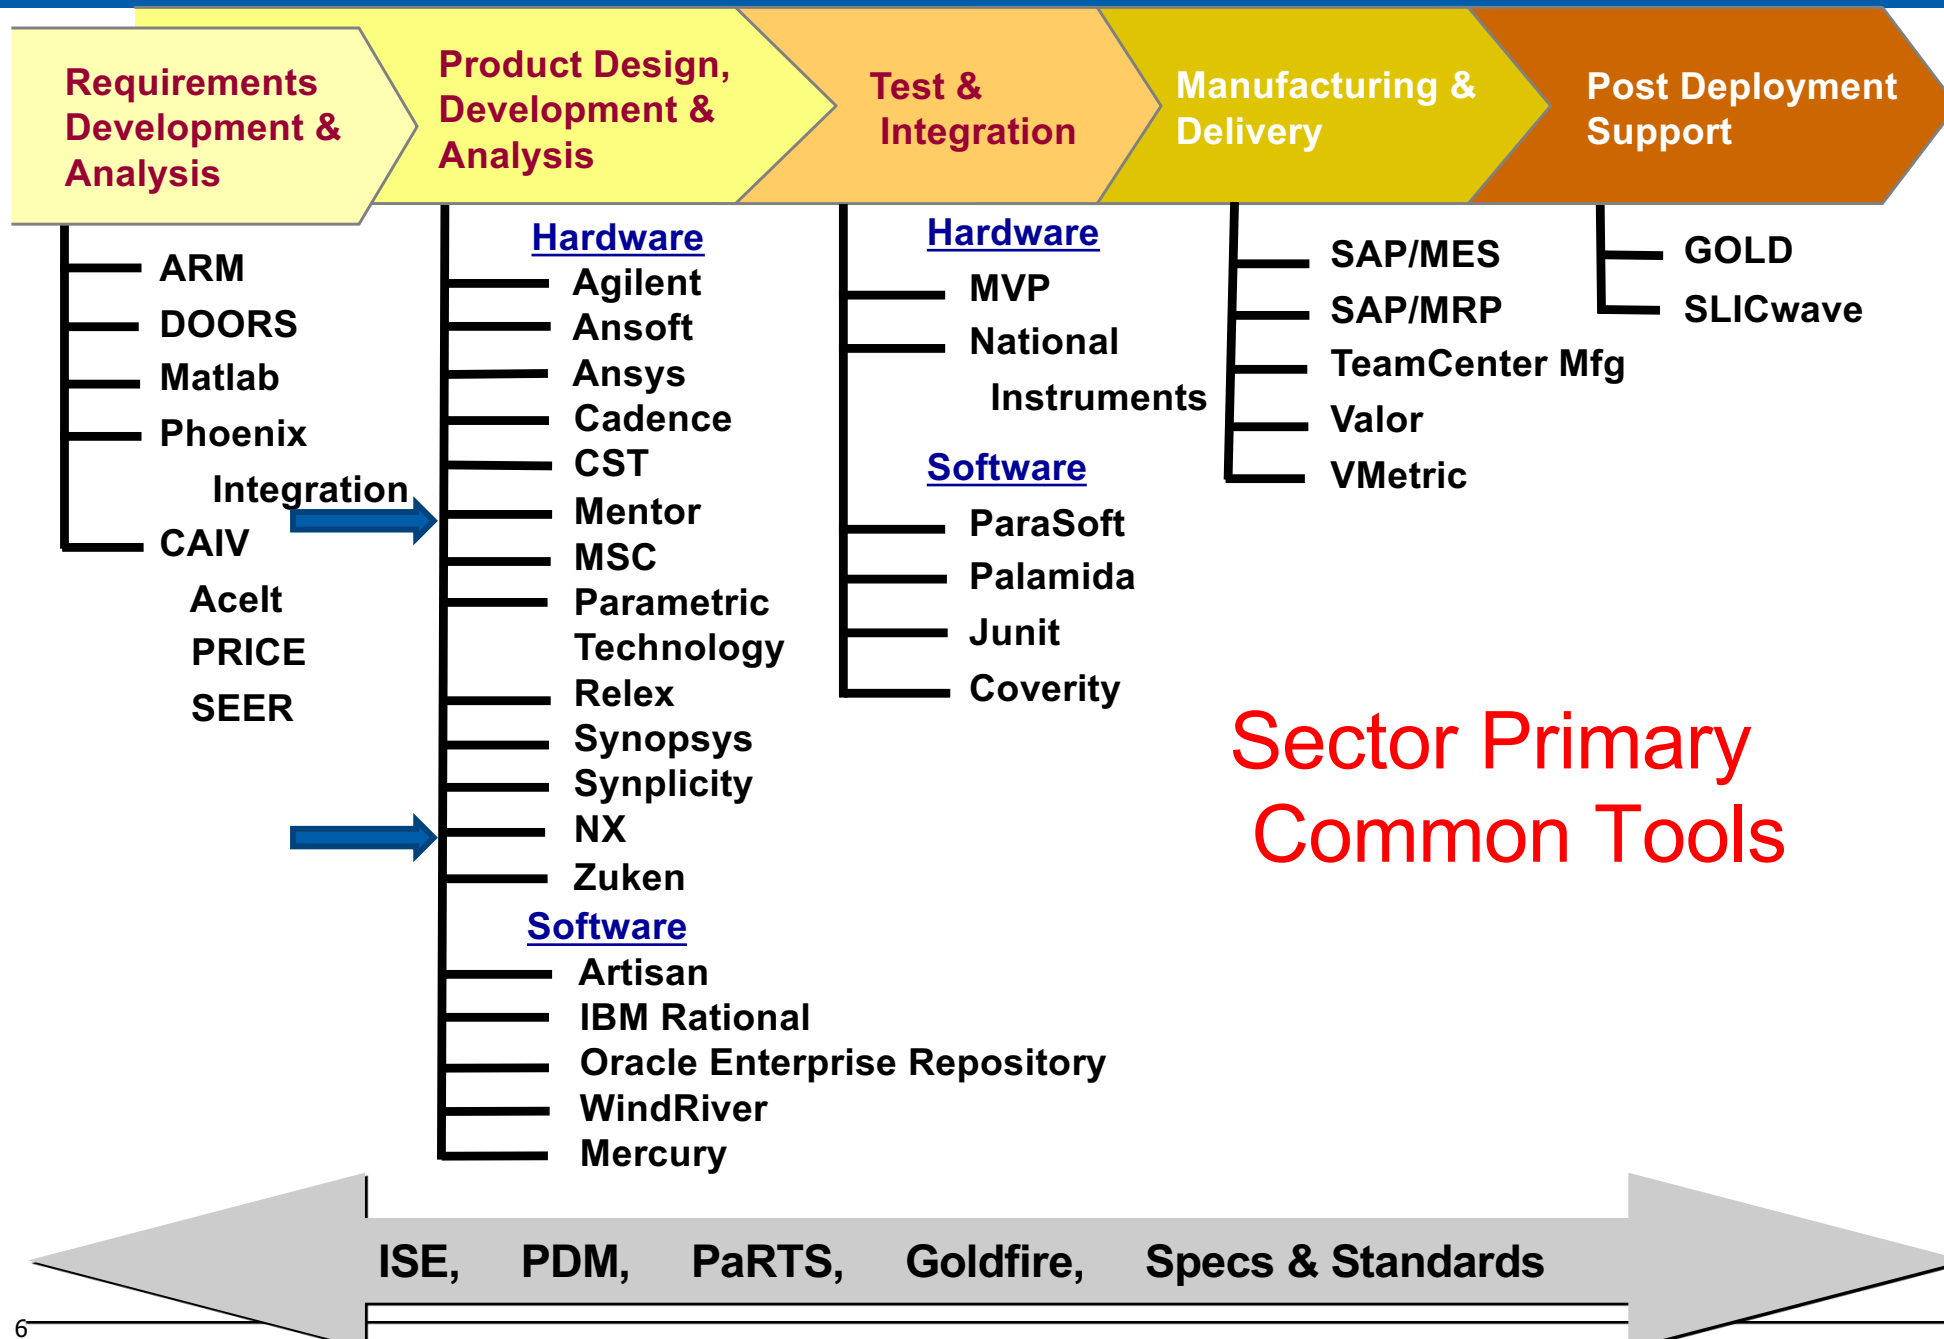 Requirements
Development &
Analysis
Product Design,
Development &
Analysis
Test &
Integration
Manufacturing &
Delivery
Post Deployment
Support
ARM
DOORS
Matlab
Phoenix
Integration
CAIV
AceIt
PRICE
SEER
Hardware
Agilent
Ansoft
Ansys
Cadence
CST
Mentor
MSC
Parametric
Technology
Relex
Synopsys
Synplicity
NX
Zuken
Software
Artisan
IBM Rational
Oracle Enterprise Repository
WindRiver
Mercury
Hardware
MVP
National
Instruments
Software
ParaSoft
Palamida
Junit
Coverity
SAP/MES
SAP/MRP
TeamCenter Mfg
Valor
VMetric
GOLD
SLICwave
Sector Primary
Common Tools
ISE, PDM, PaRTS, Goldfire, Specs & Standards
6